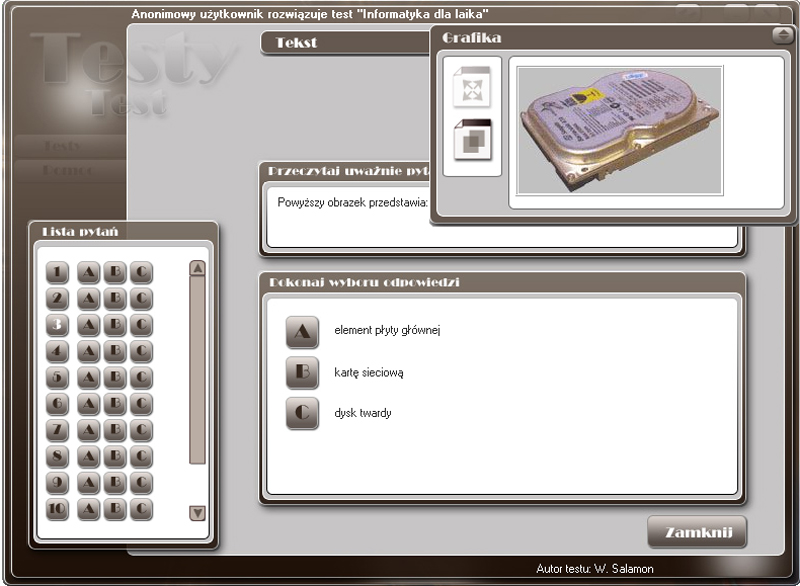 Anonimowy użytkownik rozwiązuje test "Informatyka dla laika"
Testy
Test
Testy
Pomoc
Tekst
Grafika
Przeczytaj uważnie
Powyższy obrazek przedstawia:
Lista pytań
1 A B C
2 A B C
3 A B C
4 A B C
5 A B C
6 A B C
7 A B C
8 A B C
9 A B C
10 A B C
Dokonaj wyboru odpowiedzi
A element płyty głównej
B kartę sieciową
C dysk twardy
Zamknij
Autor testu: W. Salamon